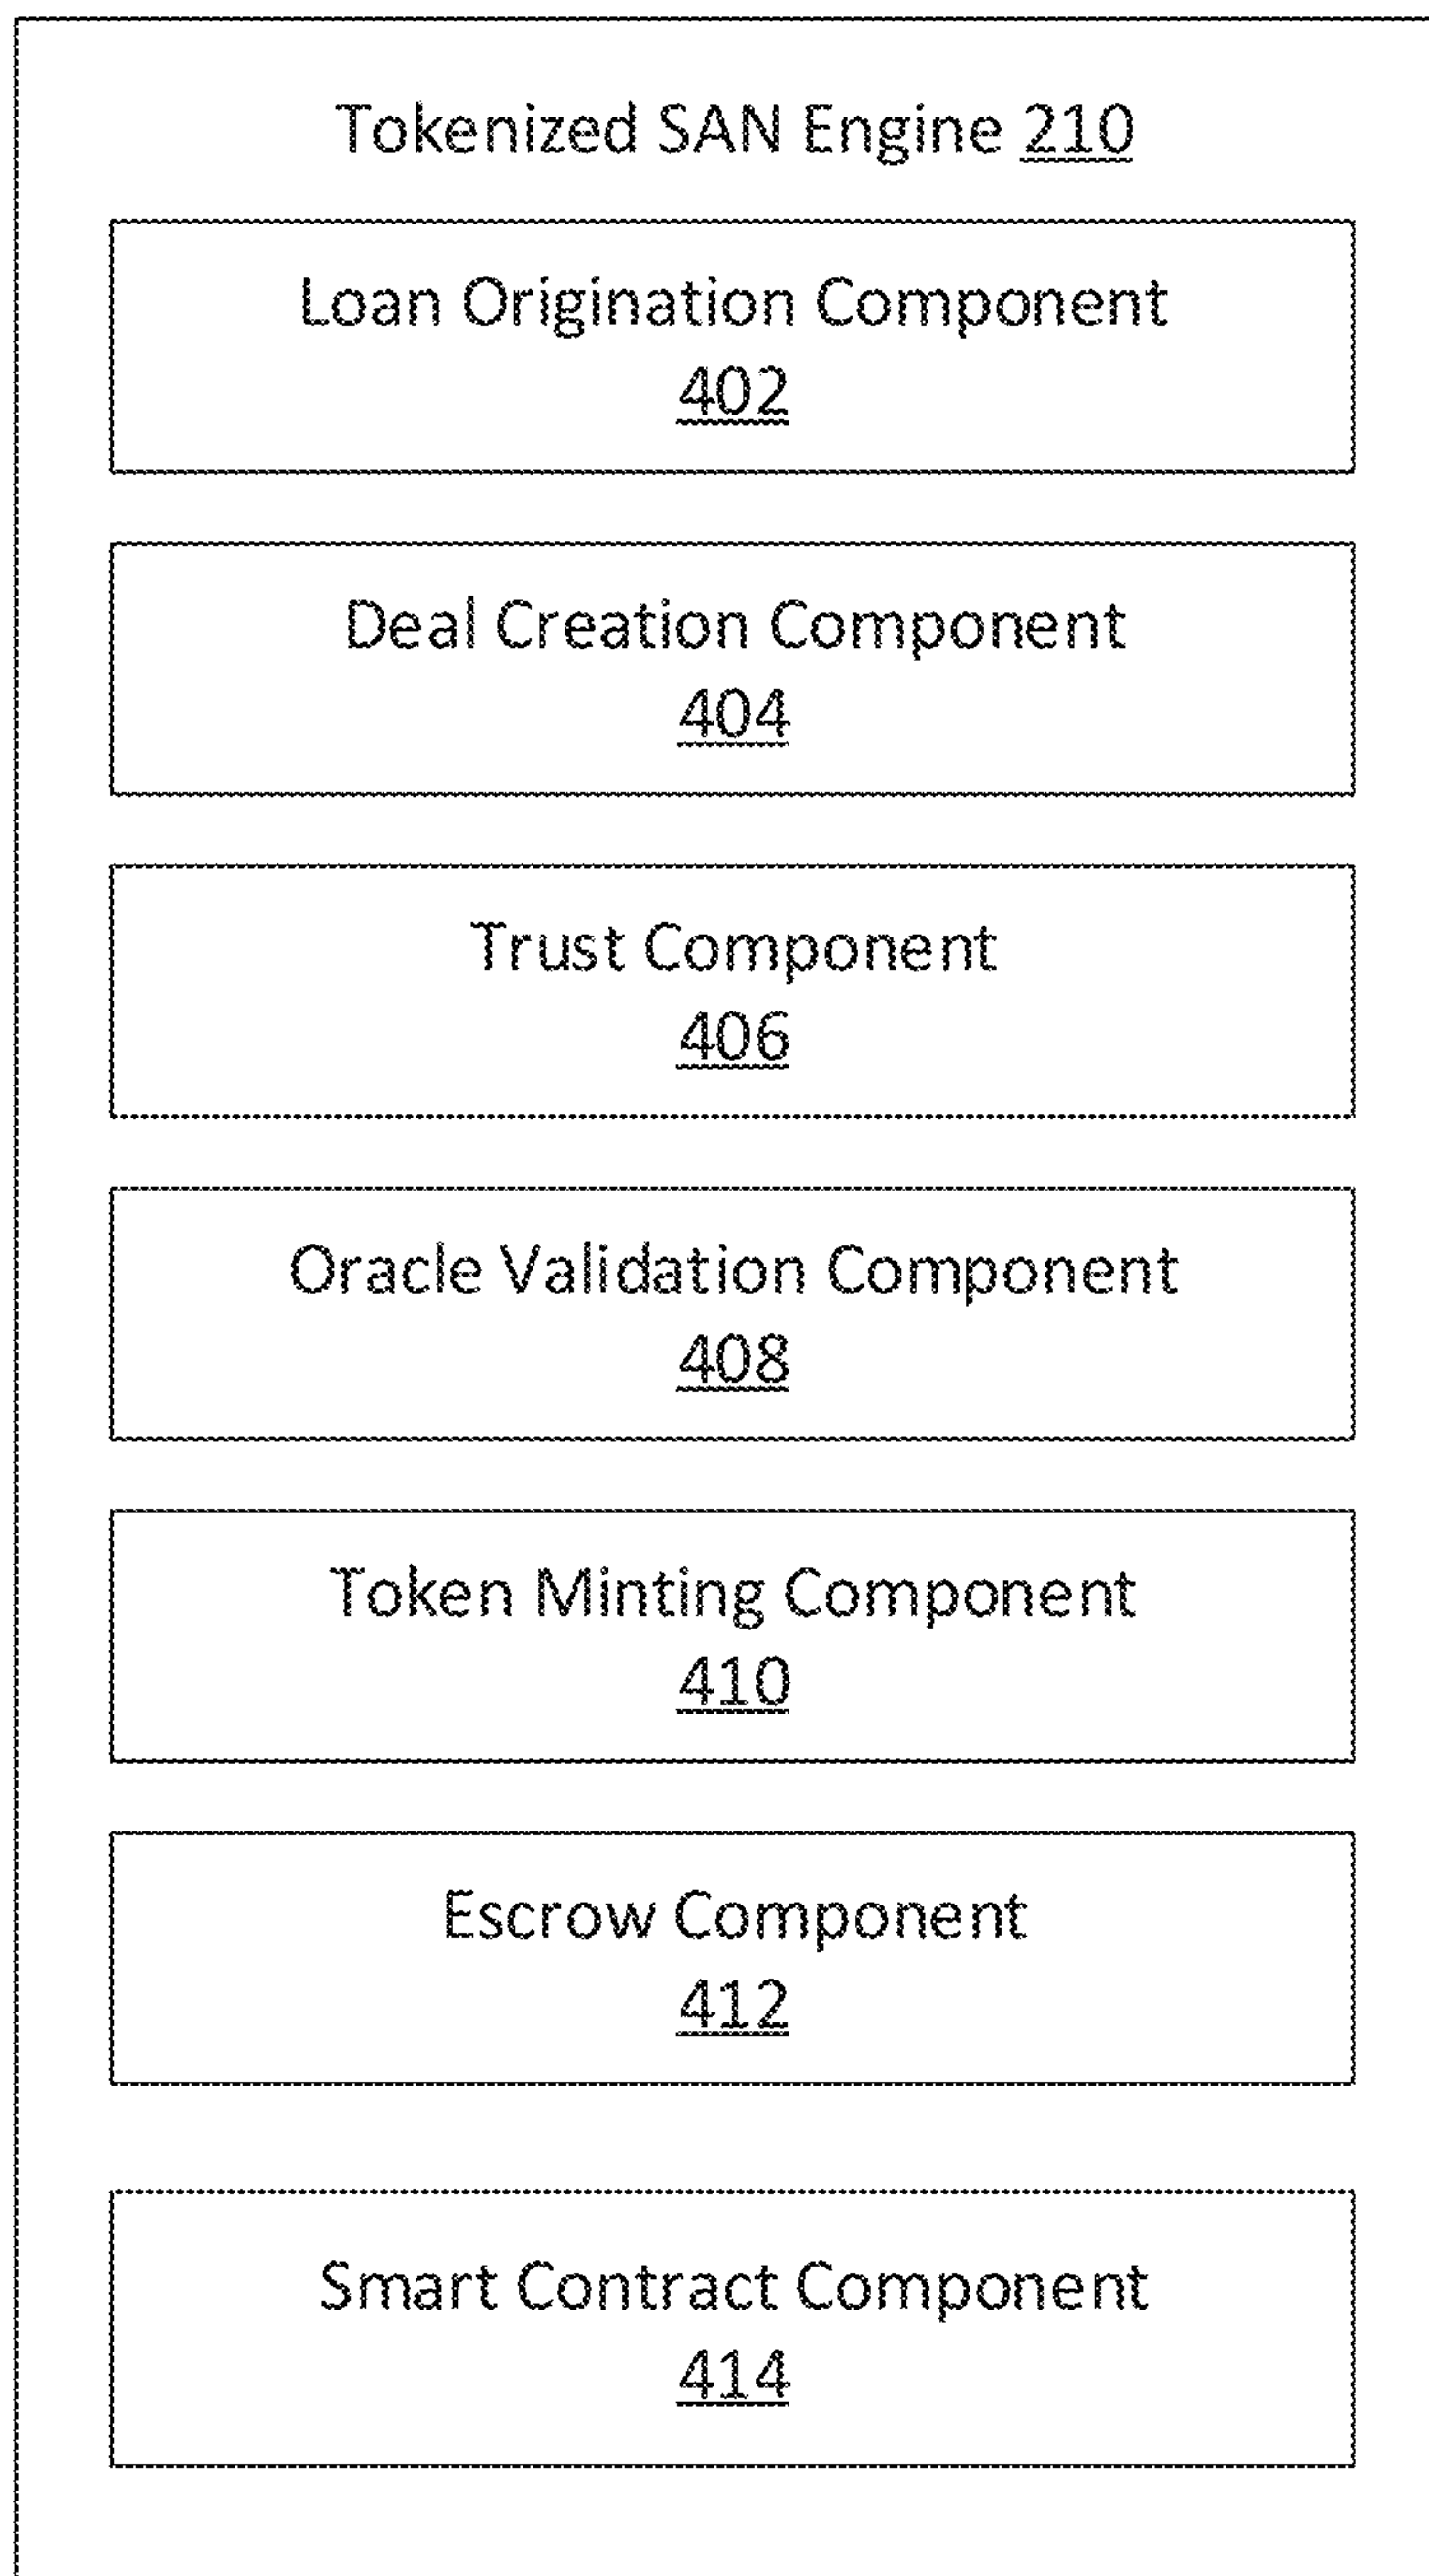 Tokenized SAN Engine 210
Loan Origination Component
402
Deal Creation Component
404
Trust Component
406
Oracle Validation Component
408
Token Minting Component
410
Escrow Component
412
Smart Contract Component
414